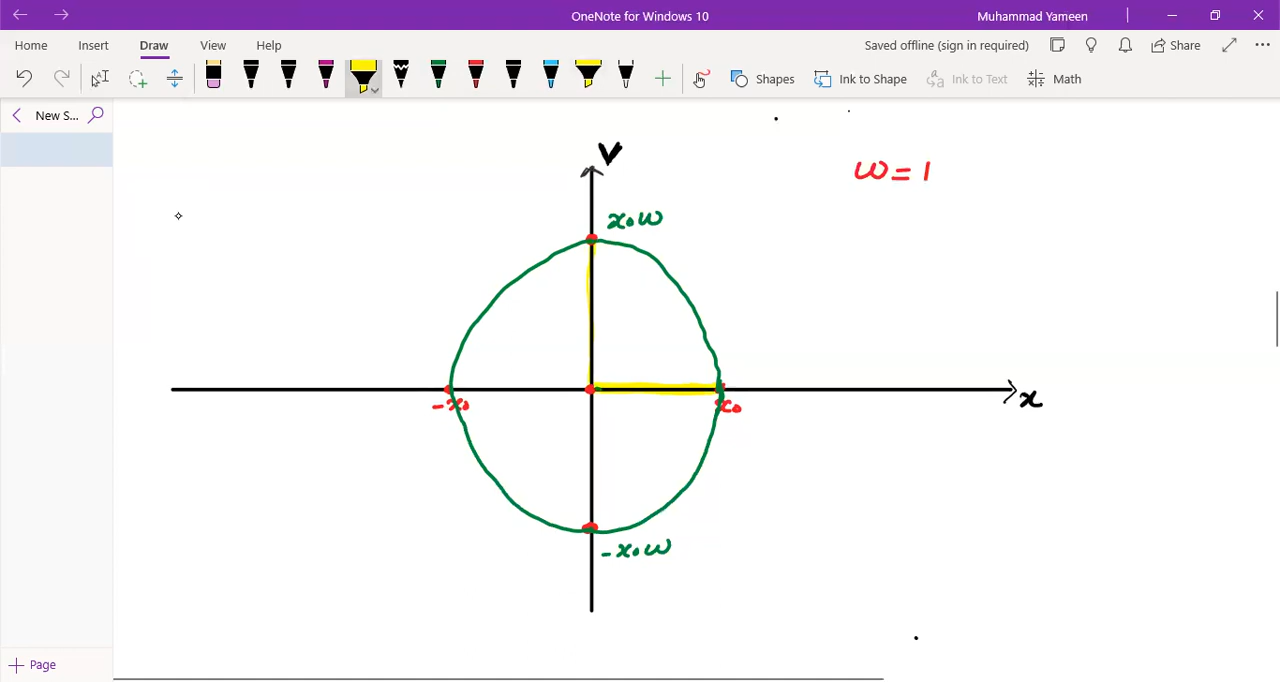 OneNote for Windows 10
Muhammad Yameen
Home Insert Draw View Help
Saved offline (sign in required)
Share
Shapes
Ink to Shape
Ink to Text
Math
New S...
V
ω = 1
x₀ω
-x₀
x₀
x
-x₀ω
Page